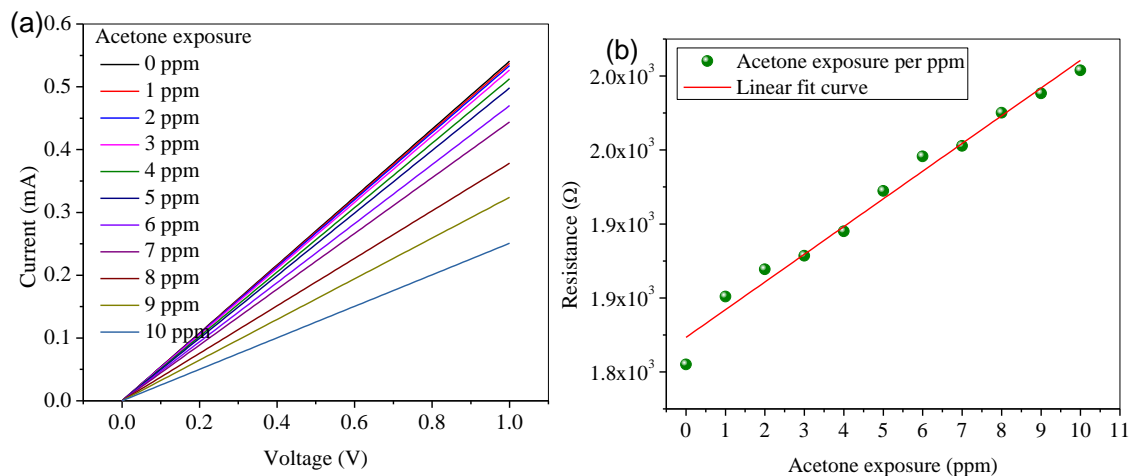 (a)
Acetone exposure
0 ppm
1 ppm
2 ppm
3 ppm
4 ppm
5 ppm
6 ppm
7 ppm
8 ppm
9 ppm
10 ppm
0.6
0.5
0.4
0.3
0.2
0.1
0.0
Current (mA)
0.0 0.2 0.4 0.6 0.8 1.0
Voltage (V)
(b)
Acetone exposure per ppm
Linear fit curve
2.0x10³
2.0x10³
1.9x10³
1.9x10³
1.8x10³
Resistance (Ω)
0 1 2 3 4 5 6 7 8 9 10 11
Acetone exposure (ppm)